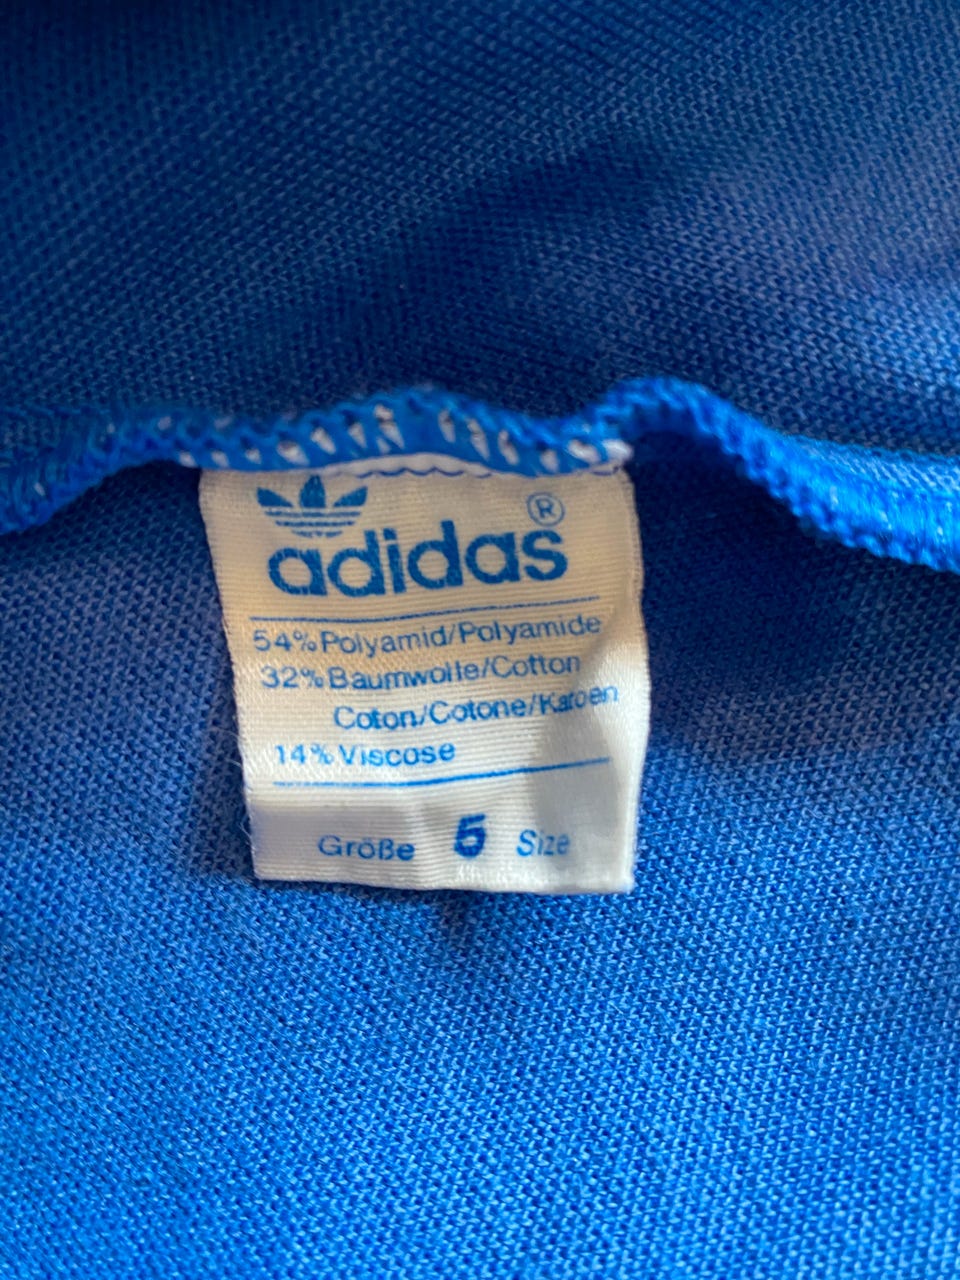 adidas®
54% Polyamid/Polyamide
32% Baumwolle/Cotton
Coton/Cotone/Katoen
14% Viscose
Größe 5 Size